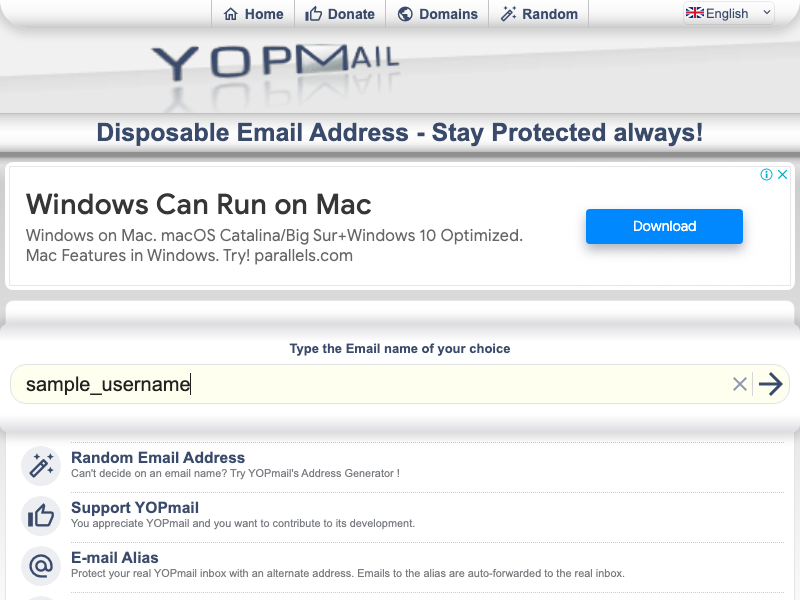 Home
Donate
Domains
Random
English
YOPMAIL
Disposable Email Address - Stay Protected always!
Windows Can Run on Mac
Windows on Mac. macOS Catalina/Big Sur+Windows 10 Optimized.
Mac Features in Windows. Try! parallels.com
Download
Type the Email name of your choice
sample_username
Random Email Address
Can't decide on an email name? Try YOPmail's Address Generator !
Support YOPmail
You appreciate YOPmail and you want to contribute to its development.
E-mail Alias
Protect your real YOPmail inbox with an alternate address. Emails to the alias are auto-forwarded to the real inbox.